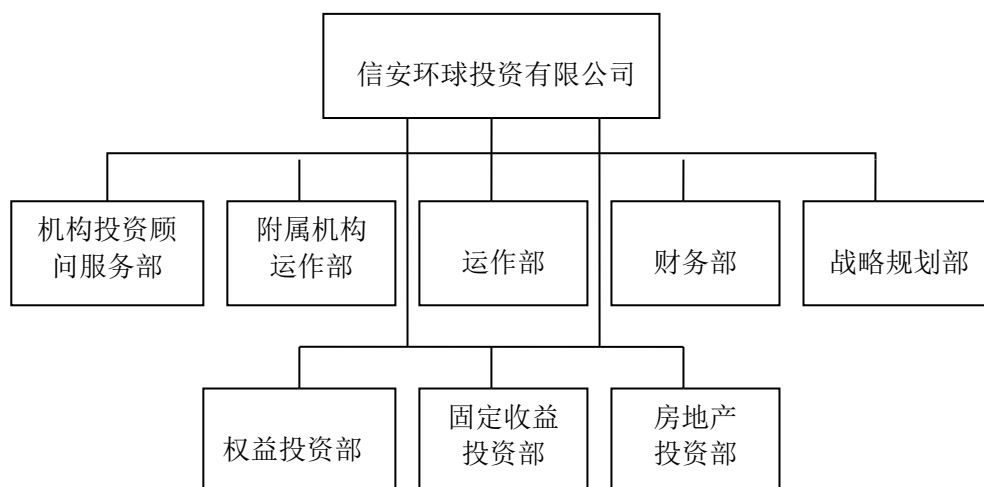 信安环球投资有限公司
机构投资顾
问服务部
附属机构
运作部
运作部
财务部
战略规划部
权益投资部
固定收益
投资部
房地产
投资部